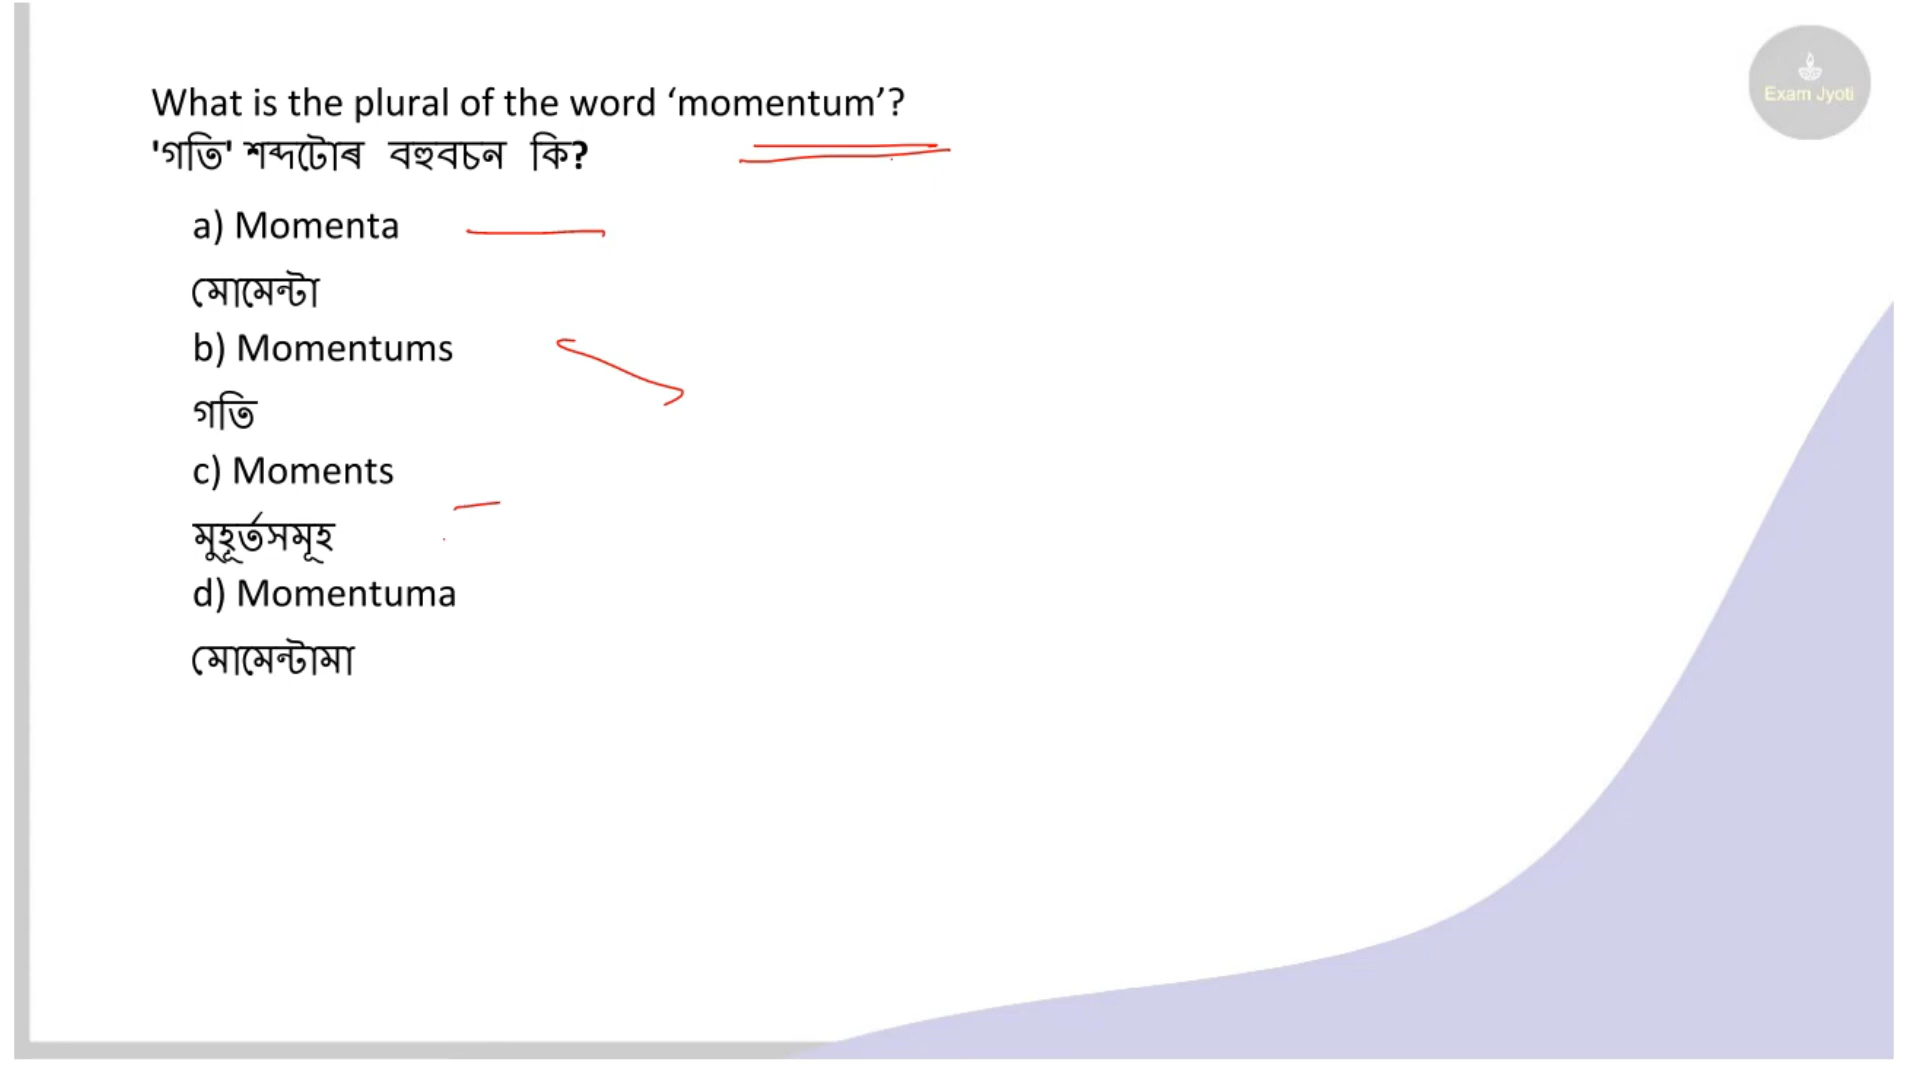 What is the plural of the word ‘momentum’?
'গতি' শব্দটোৰ বহুবচন কি?
a) Momenta
মোমেন্টা
b) Momentums
গতি
c) Moments
মুহূৰ্তসমূহ
d) Momentuma
মোমেন্টামা
Exam Jyoti